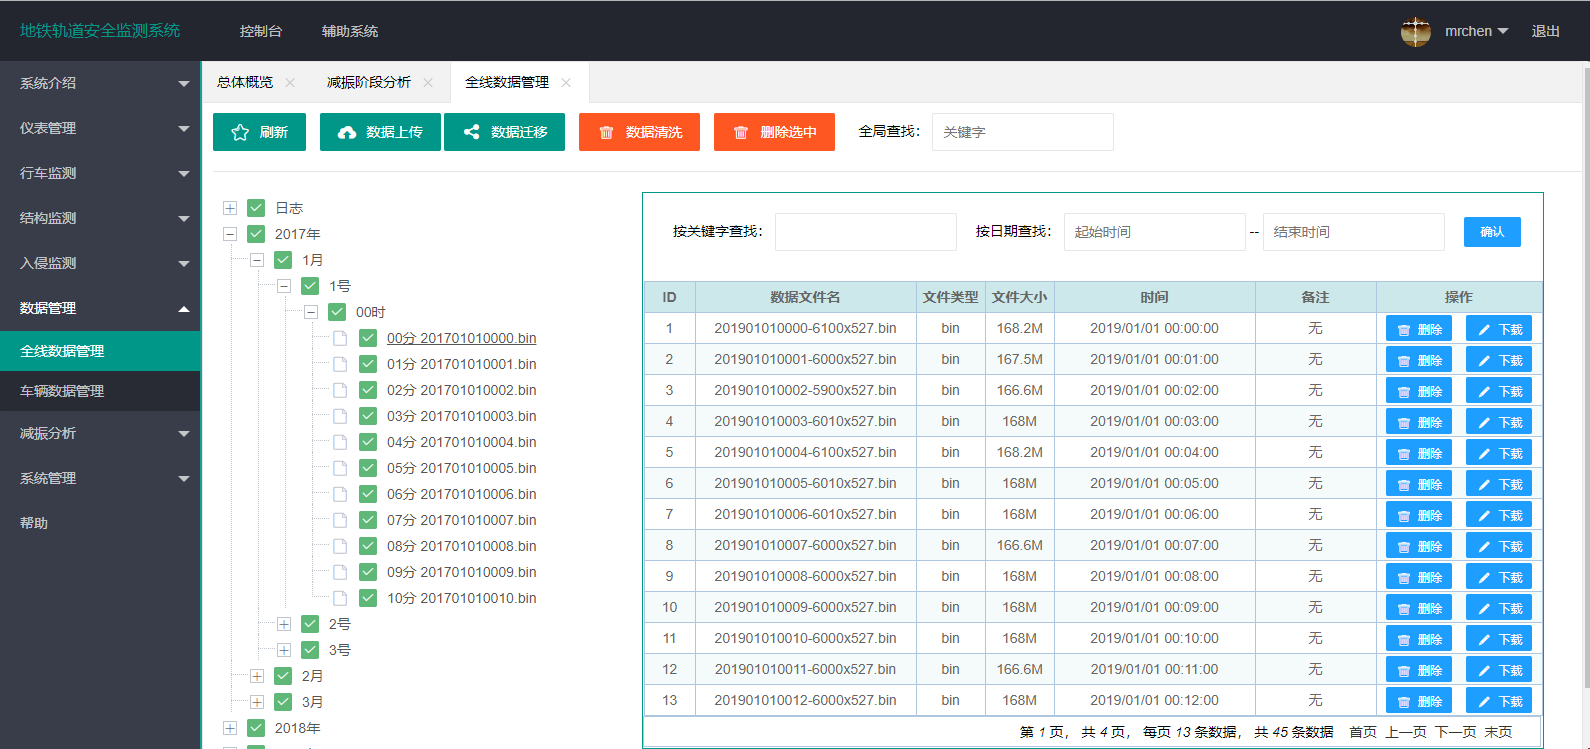 地铁轨道安全监测系统 控制台 辅助系统 mrchen 退出
系统介绍
仪表管理
行车监测
结构监测
入侵监测
数据管理
全线数据管理
车辆数据管理
减振分析
系统管理
帮助
总体概览 减振阶段分析 全线数据管理
刷新 数据上传 数据迁移 数据清洗 删除选中 全局查找: 关键字
日志
2017年
1月
1号
00时
00分 201701010000.bin
01分 201701010001.bin
02分 201701010002.bin
03分 201701010003.bin
04分 201701010004.bin
05分 201701010005.bin
06分 201701010006.bin
07分 201701010007.bin
08分 201701010008.bin
09分 201701010009.bin
10分 201701010010.bin
2号
3号
2月
3月
2018年
按关键字查找: 按日期查找: 起始时间 -- 结束时间 确认
ID 数据文件名 文件类型 文件大小 时间 备注 操作
1 201901010000-6100x527.bin bin 168.2M 2019/01/01 00:00:00 无 删除 下载
2 201901010001-6000x527.bin bin 167.5M 2019/01/01 00:01:00 无 删除 下载
3 201901010002-5900x527.bin bin 166.6M 2019/01/01 00:02:00 无 删除 下载
4 201901010003-6010x527.bin bin 168M 2019/01/01 00:03:00 无 删除 下载
5 201901010004-6100x527.bin bin 168.2M 2019/01/01 00:04:00 无 删除 下载
6 201901010005-6010x527.bin bin 168M 2019/01/01 00:05:00 无 删除 下载
7 201901010006-6010x527.bin bin 168M 2019/01/01 00:06:00 无 删除 下载
8 201901010007-6000x527.bin bin 166.6M 2019/01/01 00:07:00 无 删除 下载
9 201901010008-6000x527.bin bin 168M 2019/01/01 00:08:00 无 删除 下载
10 201901010009-6000x527.bin bin 168M 2019/01/01 00:09:00 无 删除 下载
11 201901010010-6000x527.bin bin 168M 2019/01/01 00:10:00 无 删除 下载
12 201901010011-6000x527.bin bin 166.6M 2019/01/01 00:11:00 无 删除 下载
13 201901010012-6000x527.bin bin 168M 2019/01/01 00:12:00 无 删除 下载
第 1 页， 共 4 页， 每页 13 条数据， 共 45 条数据 首页 上一页 下一页 末页